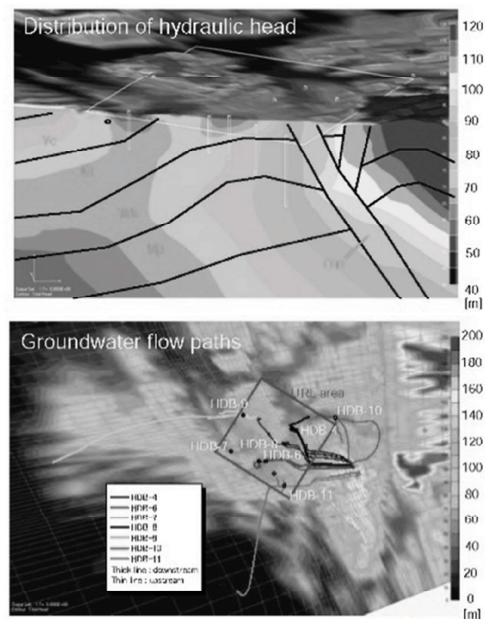 Distribution of hydraulic head
120
110
100
90
80
70
60
50
40
[m]
Yc
Groundwater flow paths
200
180
160
140
120
100
80
60
40
20
0
[m]
URL area
HDB-9
HDB-10
HDB-7
HDB-6
HDB-11
HDB-4
HDB-6
HDB-7
HDB-8
HDB-9
HDB-10
HDB-11
Thick line : downstream
Thin line : upstream